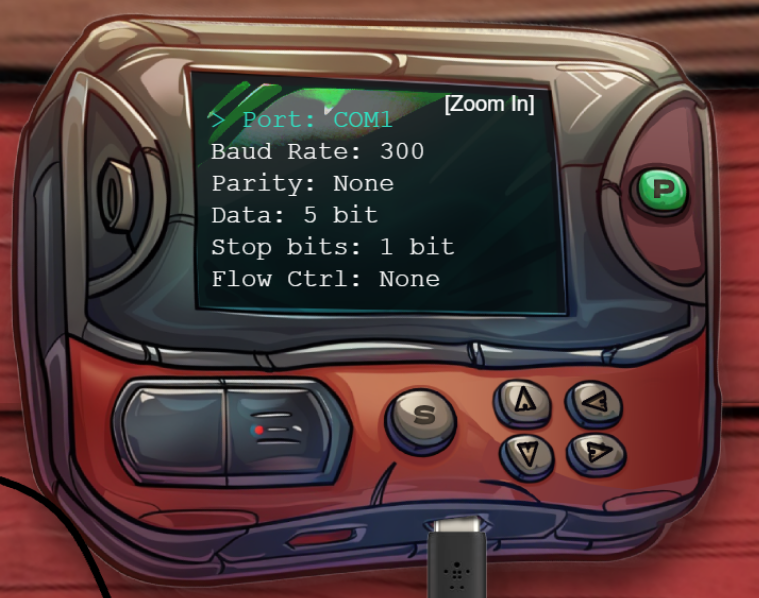 [Zoom In]
> Port: COM1
Baud Rate: 300
Parity: None
Data: 5 bit
Stop bits: 1 bit
Flow Ctrl: None
P
S